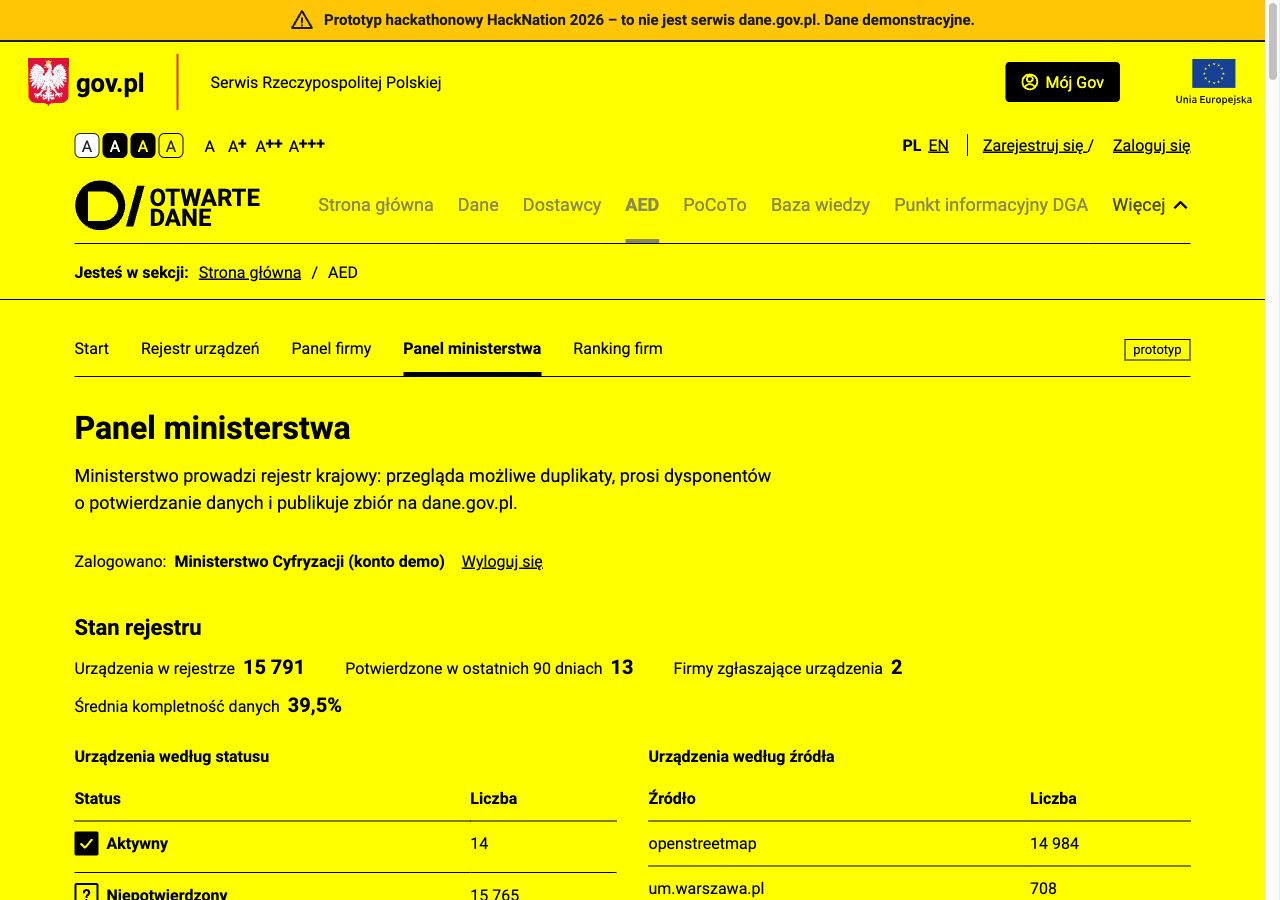 Prototyp hackathonowy HackNation 2026 – to nie jest serwis dane.gov.pl. Dane demonstracyjne.
gov.pl Serwis Rzeczypospolitej Polskiej Mój Gov Unia Europejska
A A A A A A+ A++ A+++ PL EN Zarejestruj się / Zaloguj się
OTWARTE
DANE
Strona główna Dane Dostawcy AED PoCoTo Baza wiedzy Punkt informacyjny DGA Więcej
Jesteś w sekcji: Strona główna / AED
Start Rejestr urządzeń Panel firmy Panel ministerstwa Ranking firm prototyp
Panel ministerstwa
Ministerstwo prowadzi rejestr krajowy: przegląda możliwe duplikaty, prosi dysponentów
o potwierdzanie danych i publikuje zbiór na dane.gov.pl.
Zalogowano: Ministerstwo Cyfryzacji (konto demo) Wyloguj się
Stan rejestru
Urządzenia w rejestrze 15 791 Potwierdzone w ostatnich 90 dniach 13 Firmy zgłaszające urządzenia 2
Średnia kompletność danych 39,5%
Urządzenia według statusu Urządzenia według źródła
Status Liczba Źródło Liczba
Aktywny 14 openstreetmap 14 984
? Niepotwierdzony 15 765 um.warszawa.pl 708